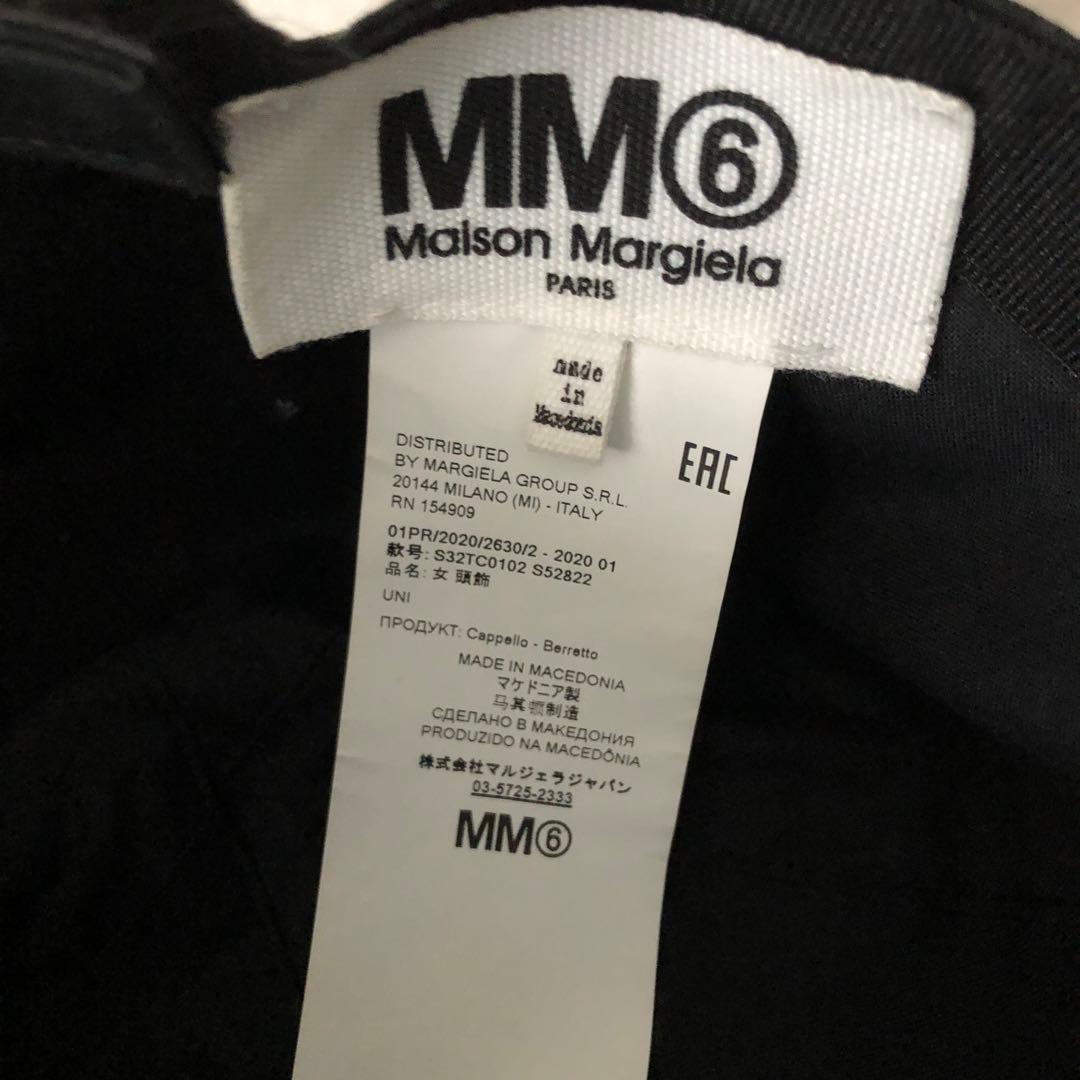 MM⑥
Maison Margiela
PARIS
made
in
Macedonia
DISTRIBUTED
BY MARGIELA GROUP S.R.L.
20144 MILANO (MI) - ITALY
RN 154909
EAC
01PR/2020/2630/2 - 2020 01
款号: S32TC0102 S52822
品名: 女 頭飾
UNI
ПРОДУКТ: Cappello - Berretto
MADE IN MACEDONIA
マケドニア製
马其顿制造
СДЕЛАНО В МАКЕДОНИЯ
PRODUZIDO NA MACEDÔNIA
株式会社マルジェラジャパン
03-5725-2333
MM⑥